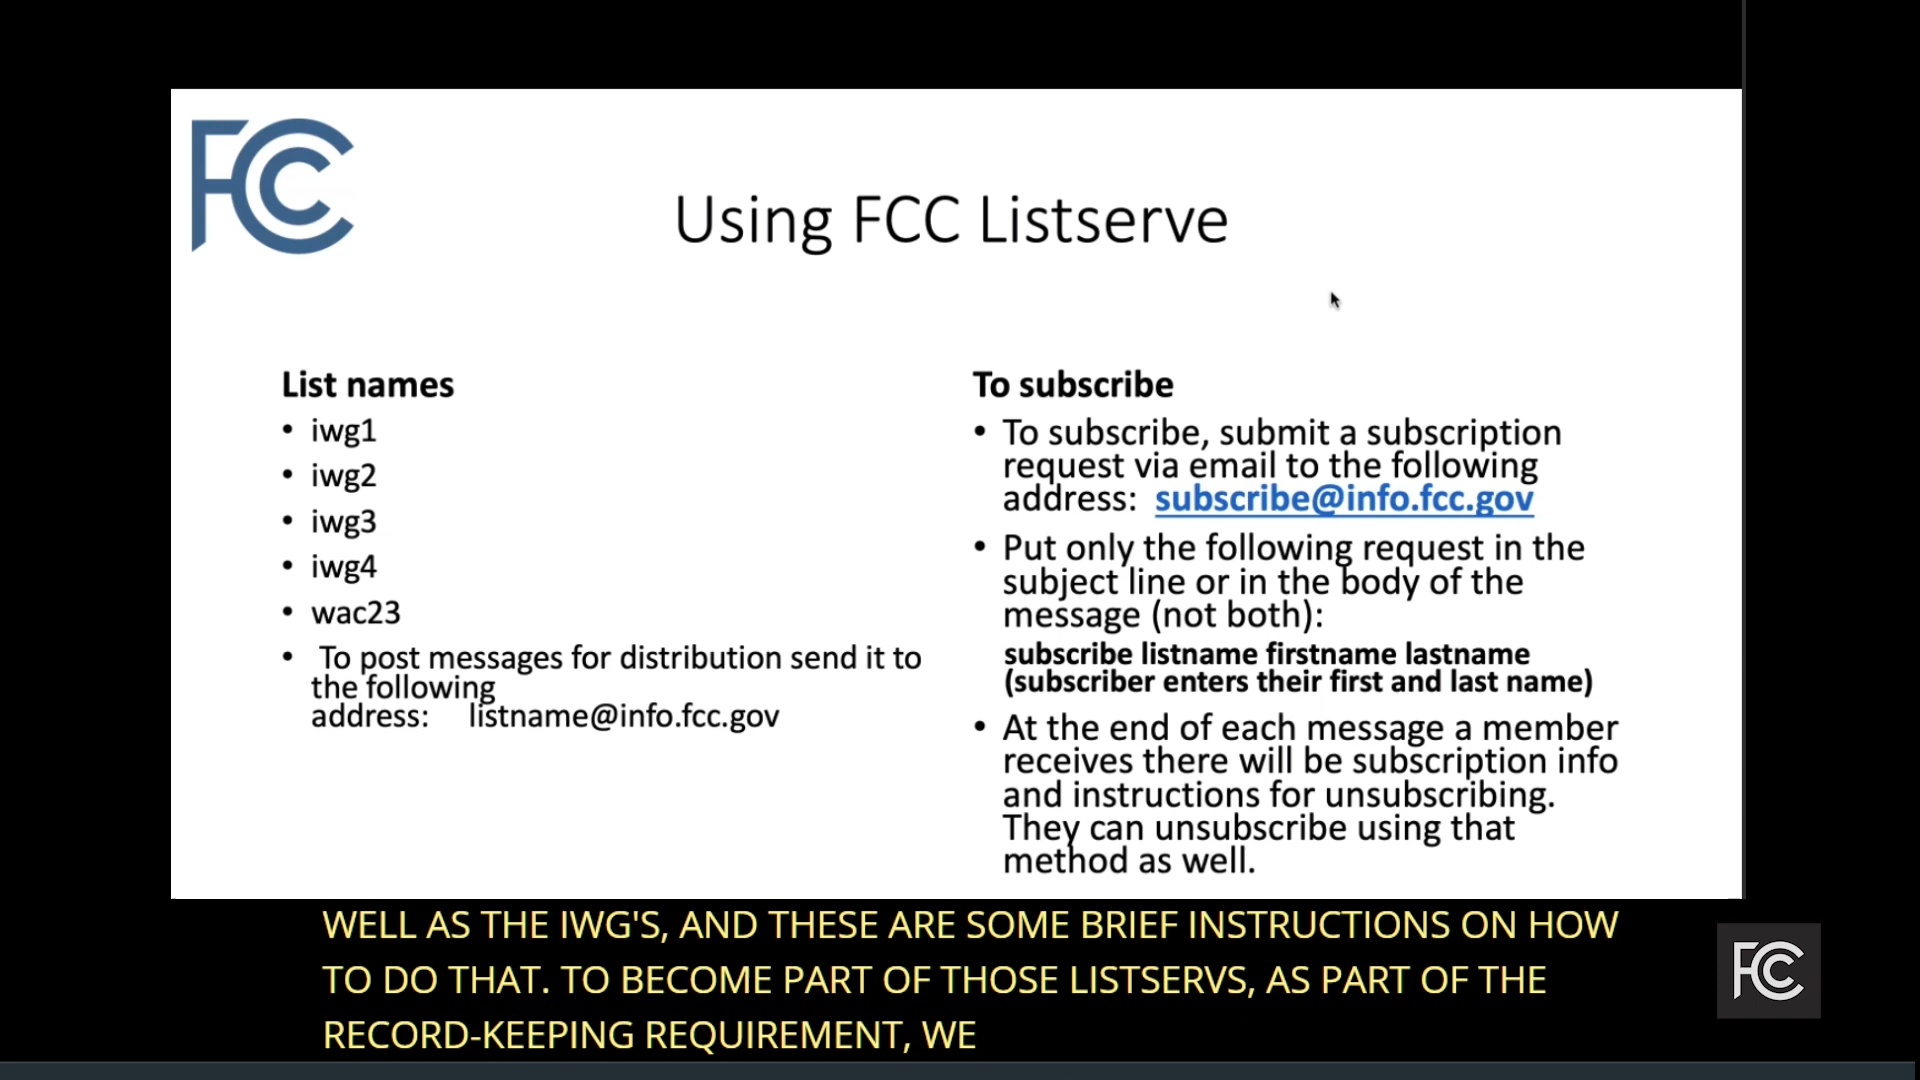 FCC
Using FCC Listserve
List names
• iwg1
• iwg2
• iwg3
• iwg4
• wac23
• To post messages for distribution send it to
the following
address: listname@info.fcc.gov
To subscribe
• To subscribe, submit a subscription
request via email to the following
address: subscribe@info.fcc.gov
• Put only the following request in the
subject line or in the body of the
message (not both):
subscribe listname firstname lastname
(subscriber enters their first and last name)
• At the end of each message a member
receives there will be subscription info
and instructions for unsubscribing.
They can unsubscribe using that
method as well.
WELL AS THE IWG'S, AND THESE ARE SOME BRIEF INSTRUCTIONS ON HOW
TO DO THAT. TO BECOME PART OF THOSE LISTSERVS, AS PART OF THE
RECORD-KEEPING REQUIREMENT, WE
FCC